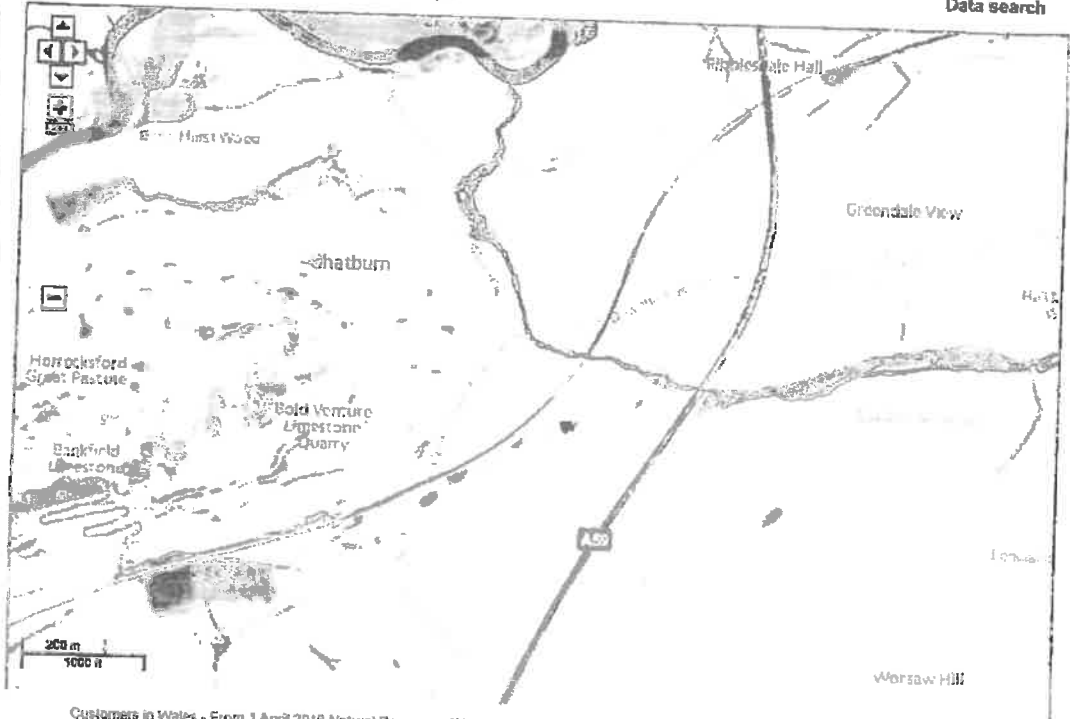 Data search
Ribblesdale Hall
Hurst Wood
Greendale View
Chatburn
Horrocksford
Great Pasture
Bold Venture
Limestone
Quarry
Bankfield
Limestone
A59
200 m
1000 ft
Worsaw Hill
Customers in Wales - From 1 April 2013 Natural